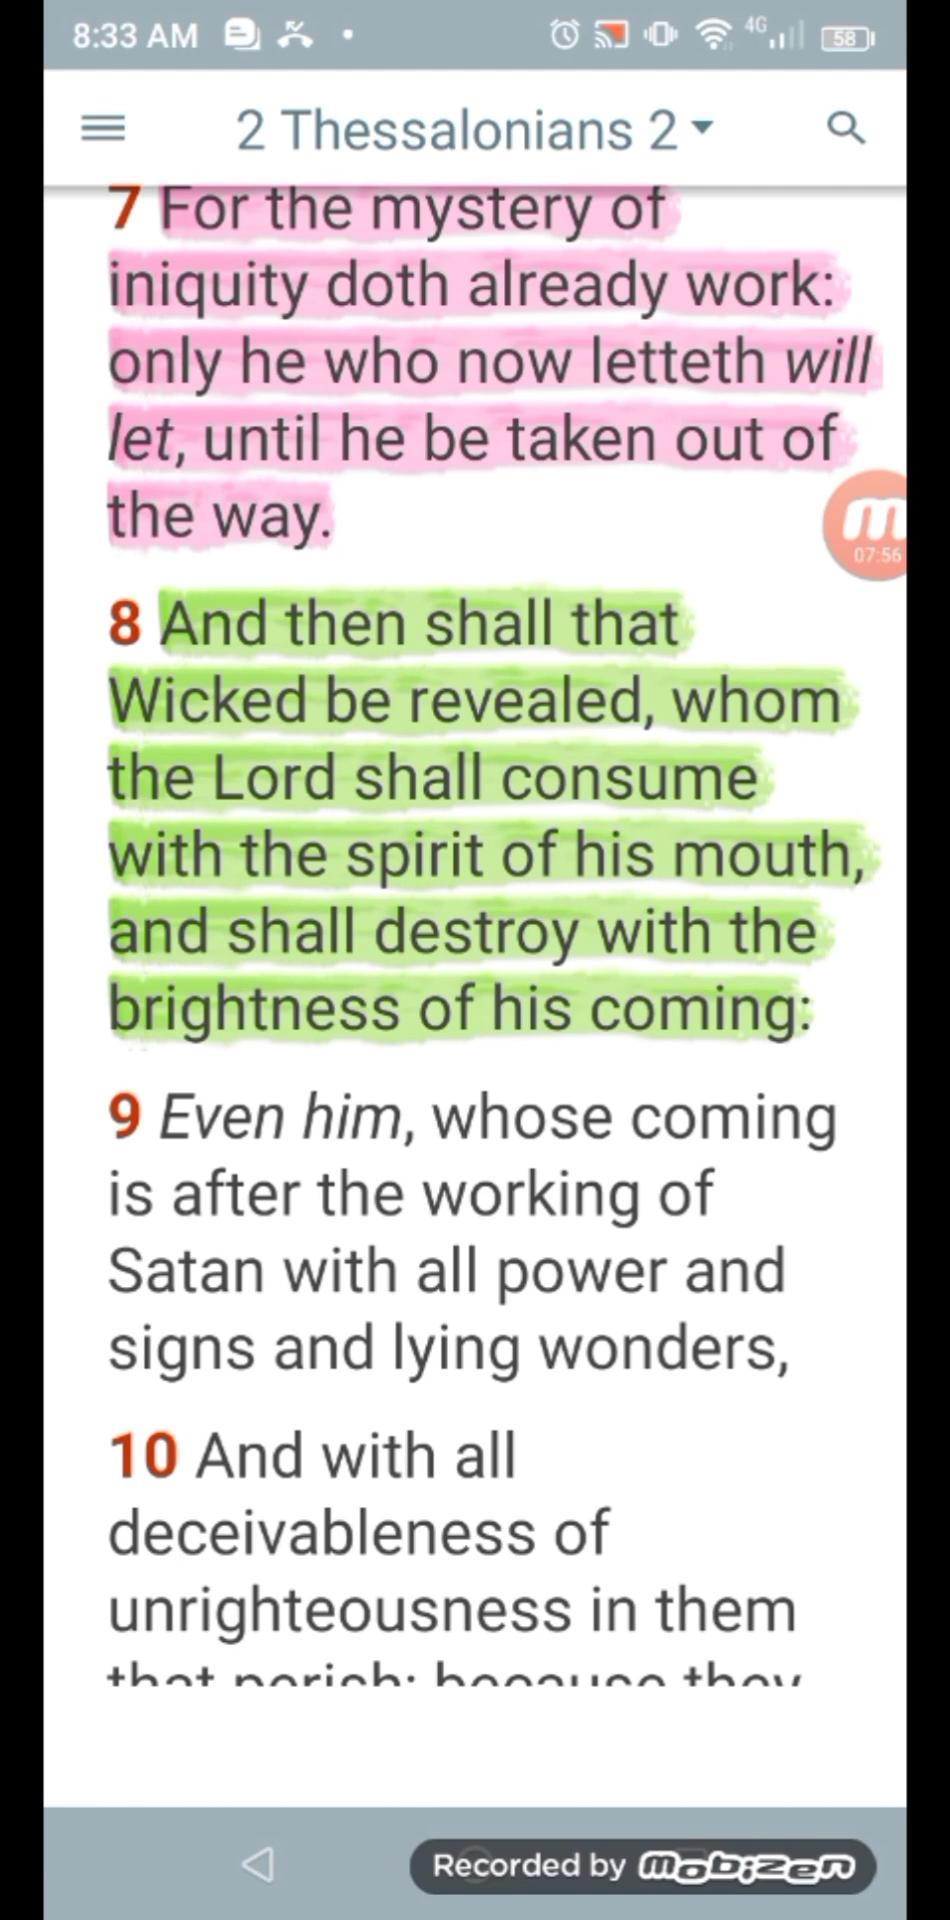 8:33 AM 4G 58
2 Thessalonians 2
7 For the mystery of
iniquity doth already work:
only he who now letteth will
let, until he be taken out of
the way.
m
07:56
8 And then shall that
Wicked be revealed, whom
the Lord shall consume
with the spirit of his mouth,
and shall destroy with the
brightness of his coming:
9 Even him, whose coming
is after the working of
Satan with all power and
signs and lying wonders,
10 And with all
deceivableness of
unrighteousness in them
that perish; because they
Recorded by mobizen